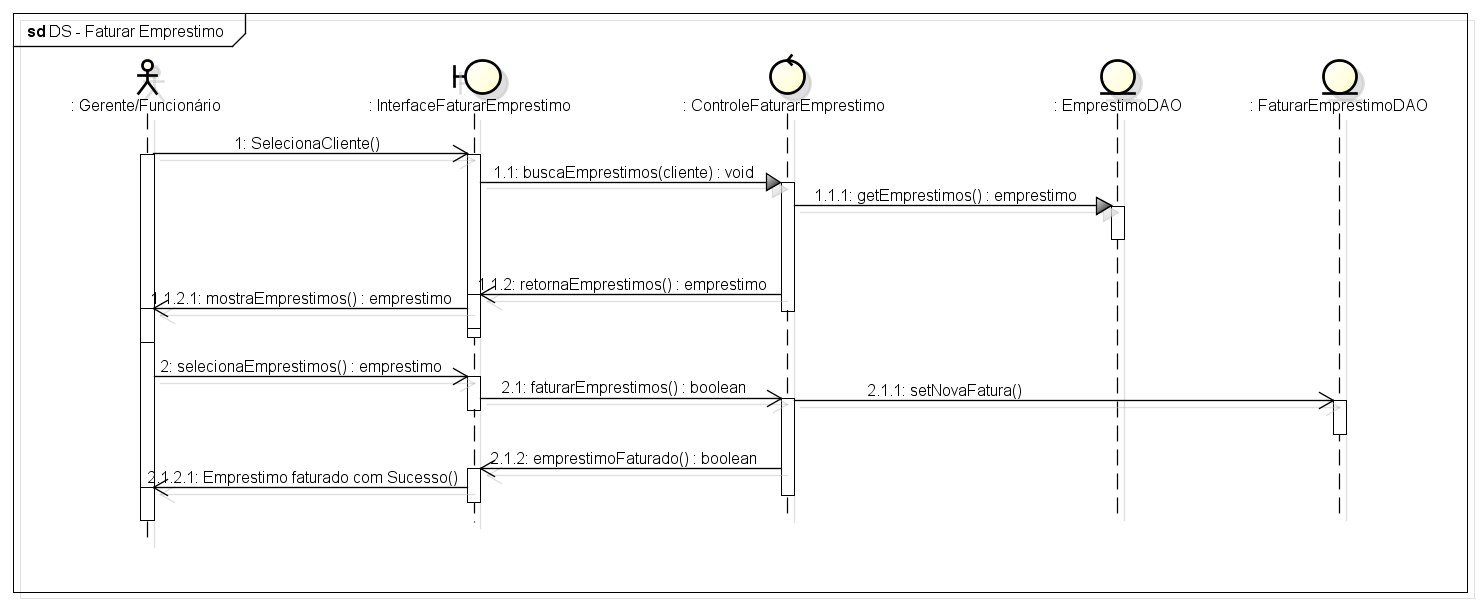 sd DS - Faturar Emprestimo
: Gerente/Funcionário
: InterfaceFaturarEmprestimo
: ControleFaturarEmprestimo
: EmprestimoDAO
: FaturarEmprestimoDAO
1: SelecionaCliente()
1.1: buscaEmprestimos(cliente) : void
1.1.1: getEmprestimos() : emprestimo
1.1.2: retornaEmprestimos() : emprestimo
1.1.2.1: mostraEmprestimos() : emprestimo
2: selecionaEmprestimos() : emprestimo
2.1: faturarEmprestimos() : boolean
2.1.1: setNovaFatura()
2.1.2: emprestimoFaturado() : boolean
2.1.2.1: Emprestimo faturado com Sucesso()